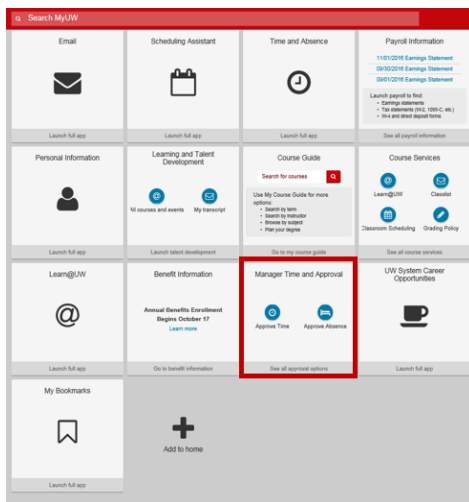 Search MyUW
Email
Launch full app
Scheduling Assistant
Launch full app
Time and Absence
Launch full app
Payroll Information
11/01/2016 Earnings Statement
09/30/2016 Earnings Statement
09/01/2016 Earnings Statement
Launch payroll to find:
• Earnings statements
• Tax statements (W2, 1095-C, etc.)
• W-4 and direct deposit forms
See all payroll information
Personal Information
Launch full app
Learning and Talent
Development
All courses and events
My transcript
Launch talent development
Course Guide
Search for courses
Use My Course Guide for more
options:
• Search by term
• Search by instructor
• Browse by subject
• Plan your degree
Go to my course guide
Course Services
Learn@UW
Classlist
Classroom Scheduling
Grading Policy
See all course services
Learn@UW
@
Launch full app
Benefit Information
Annual Benefits Enrollment
Begins October 17
Learn more
Go to benefit information
Manager Time and Approval
Approve Time
Approve Absence
See all approval options
UW System Career
Opportunities
Launch full app
My Bookmarks
Launch full app
Add to home